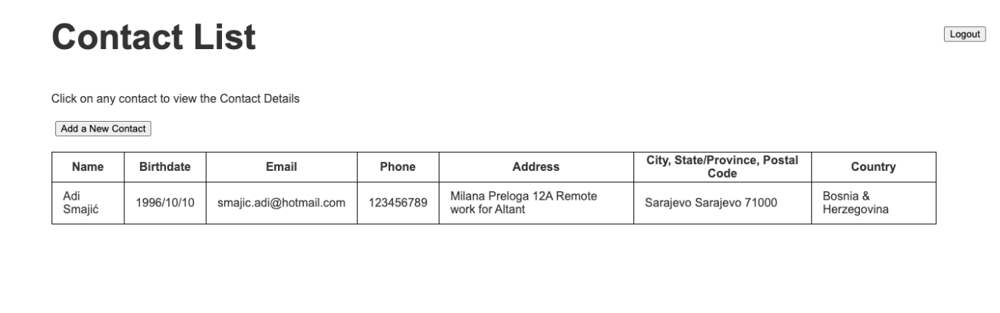 Contact List
Logout
Click on any contact to view the Contact Details
Add a New Contact
Name Birthdate Email Phone Address City, State/Province, Postal Code Country
Adi Smajić 1996/10/10 smajic.adi@hotmail.com 123456789 Milana Preloga 12A Remote work for Altant Sarajevo Sarajevo 71000 Bosnia & Herzegovina